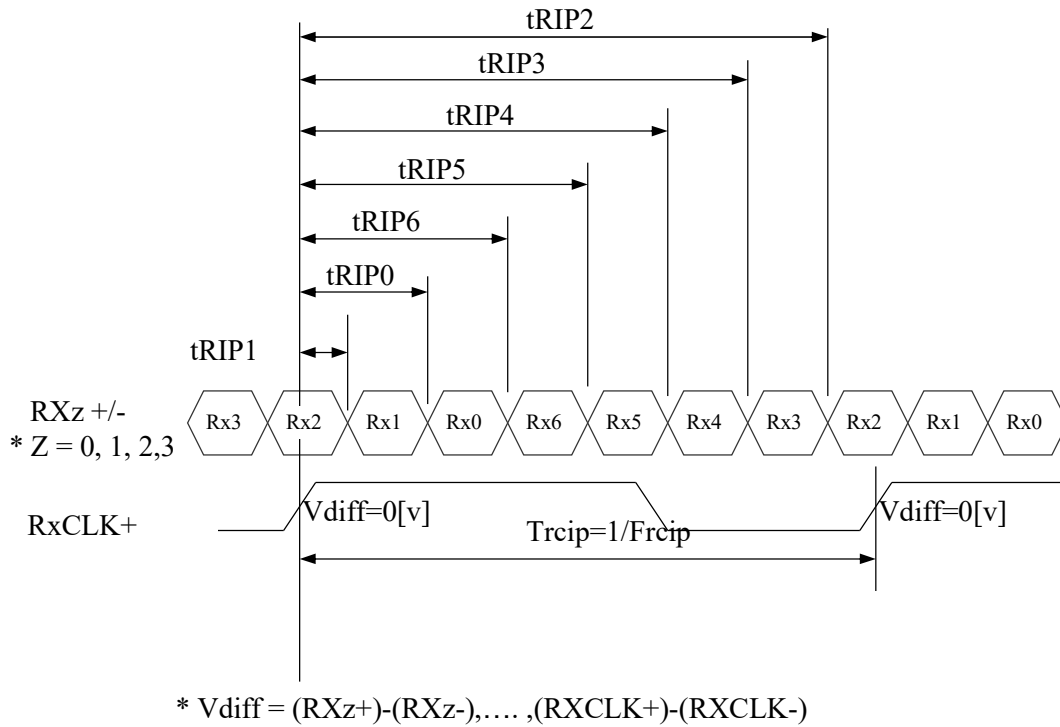 tRIP2
tRIP3
tRIP4
tRIP5
tRIP6
tRIP0
tRIP1
RXz +/-
* Z = 0, 1, 2,3
Rx3 Rx2 Rx1 Rx0 Rx6 Rx5 Rx4 Rx3 Rx2 Rx1 Rx0
RxCLK+
Vdiff=0[v] Vdiff=0[v]
Trcip=1/Frcip
* Vdiff = (RXz+)-(RXz-),…. ,(RXCLK+)-(RXCLK-)